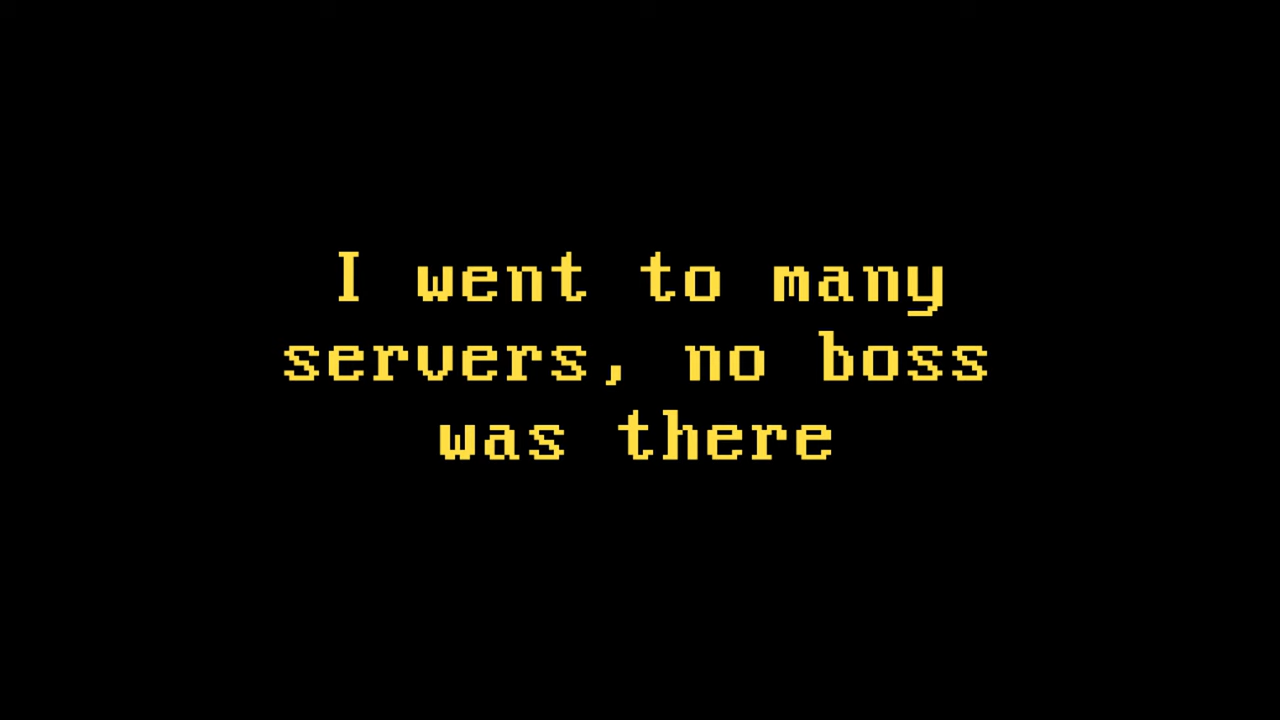 I went to many
servers, no boss
was there